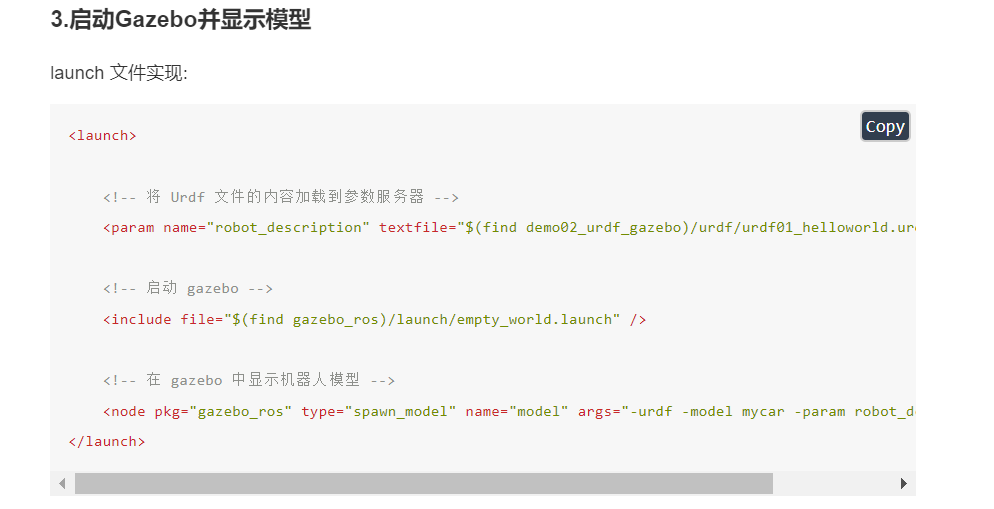 3.启动Gazebo并显示模型
launch 文件实现:
Copy
<launch>
<!-- 将 Urdf 文件的内容加载到参数服务器 -->
<param name="robot_description" textfile="$(find demo02_urdf_gazebo)/urdf/urdf01_helloworld.ur
<!-- 启动 gazebo -->
<include file="$(find gazebo_ros)/launch/empty_world.launch" />
<!-- 在 gazebo 中显示机器人模型 -->
<node pkg="gazebo_ros" type="spawn_model" name="model" args="-urdf -model mycar -param robot_d
</launch>